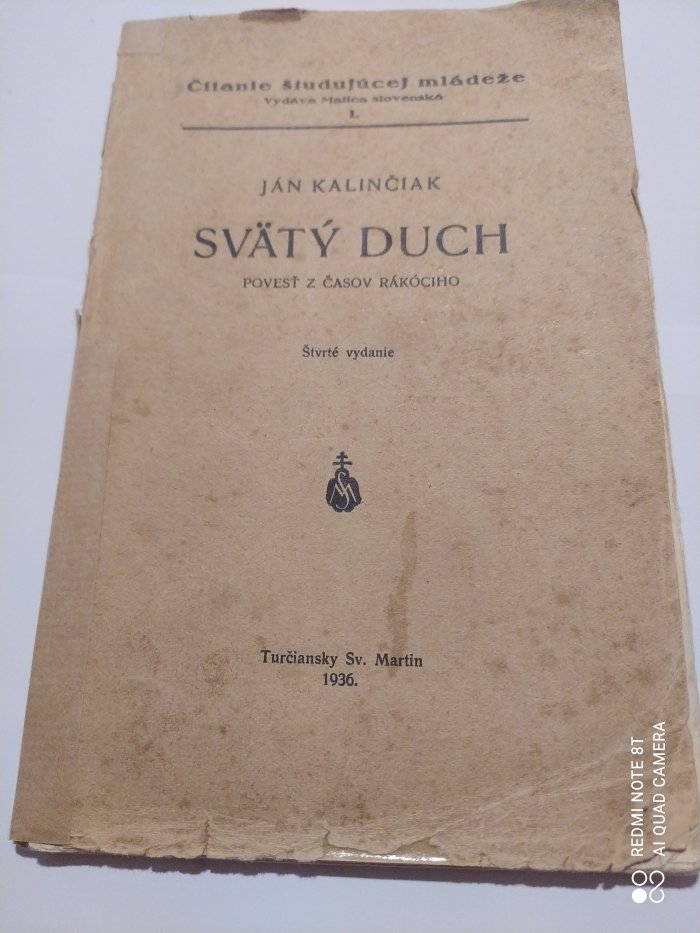 Čítanie študujúcej mládeže
Vydáva Matica slovenská
I.
JÁN KALINČIAK
SVÄTÝ DUCH
POVESŤ Z ČASOV RÁKÓCIHO
Štvrté vydanie
MS
Turčiansky Sv. Martin
1936.
REDMI NOTE 8T
AI QUAD CAMERA